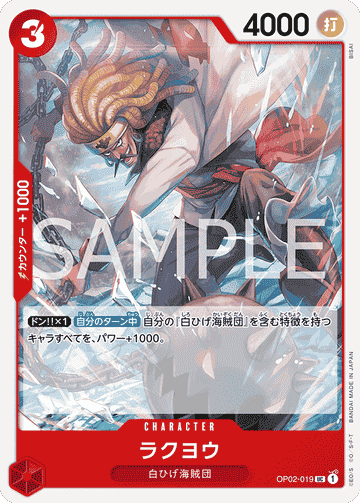 3
4000
打
BISAI
カウンター +1000
SAMPLE
ドン!!×1 自分のターン中 自分の『白ひげ海賊団』を含む特徴を持つ
キャラすべてを、パワー+1000。
CHARACTER
ラクヨウ
白ひげ海賊団
OP02-019 UC 1
©E.O/S. ©O./S・F・T BANDAI MADE IN JAPAN